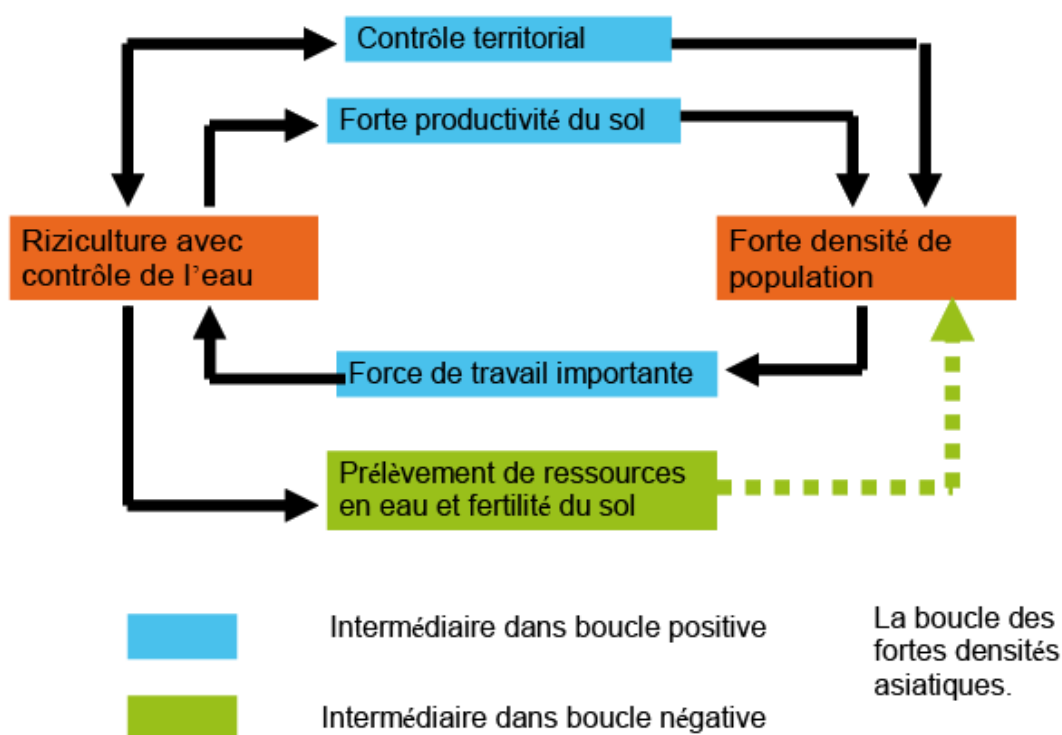 Contrôle territorial
Forte productivité du sol
Riziculture avec
contrôle de l’eau
Forte densité de
population
Force de travail importante
Prélèvement de ressources
en eau et fertilité du sol
Intermédiaire dans boucle positive
Intermédiaire dans boucle négative
La boucle des
fortes densités
asiatiques.